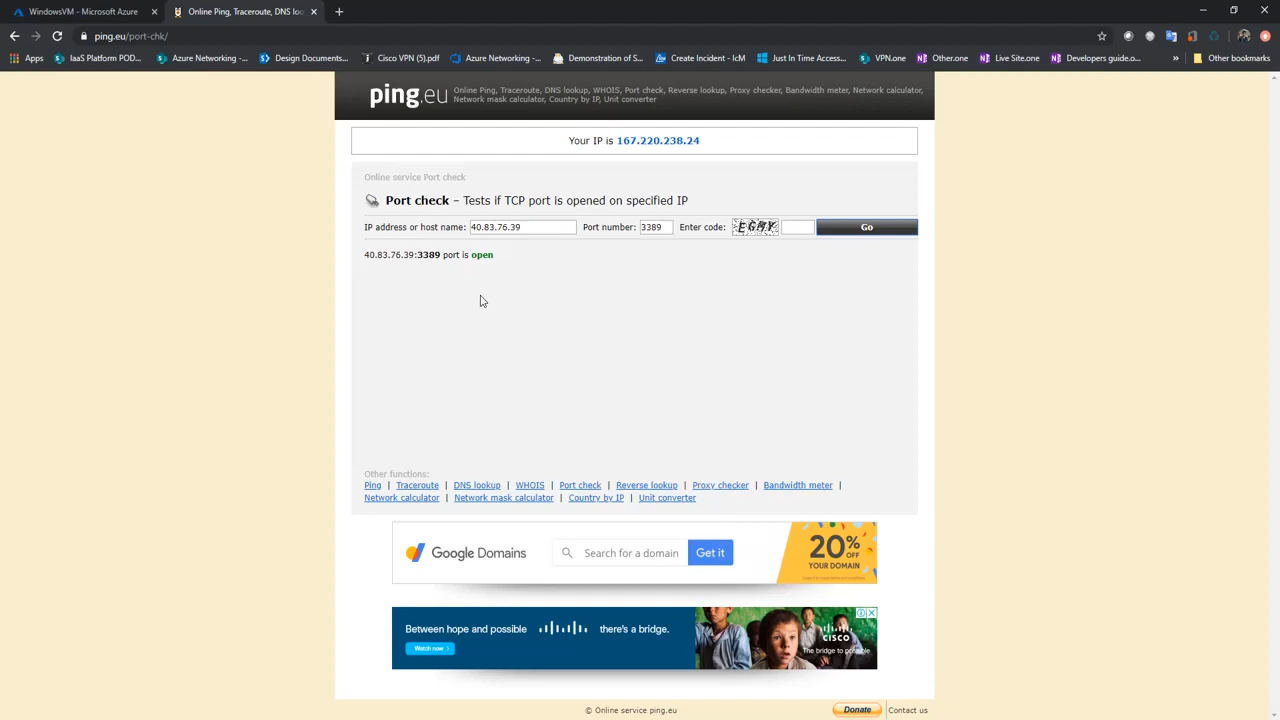 WVDVMs - Microsoft Azure
Online Ping, Traceroute, DNS loo
ping.eu/port-chk/
Apps
IaaS Platform POD...
Azure Networking -...
Design Documents...
Cisco VPN (5).pdf
Azure Networking -...
Demonstration of S...
Create Incident - IcM
Just In Time Access...
VPN.one
Other.one
Live Site.one
Developers guide.o...
»
Other bookmarks
ping.eu
Online Ping, Traceroute, DNS lookup, WHOIS, Port check, Reverse lookup, Proxy checker, Bandwidth meter, Network calculator,
Network mask calculator, Country by IP, Unit converter
Your IP is 167.220.238.24
Online service Port check
Port check – Tests if TCP port is opened on specified IP
IP address or host name: 40.83.76.39 Port number: 3389 Enter code: Go
40.83.76.39:3389 port is open
Other functions:
Ping | Traceroute | DNS lookup | WHOIS | Port check | Reverse lookup | Proxy checker | Bandwidth meter |
Network calculator | Network mask calculator | Country by IP | Unit converter
Google Domains
Search for a domain
Get it
20% OFF
YOUR DOMAIN
Between hope and possible there's a bridge.
Watch now ›
CISCO
The bridge to possible
© Online service ping.eu
Donate
Contact us